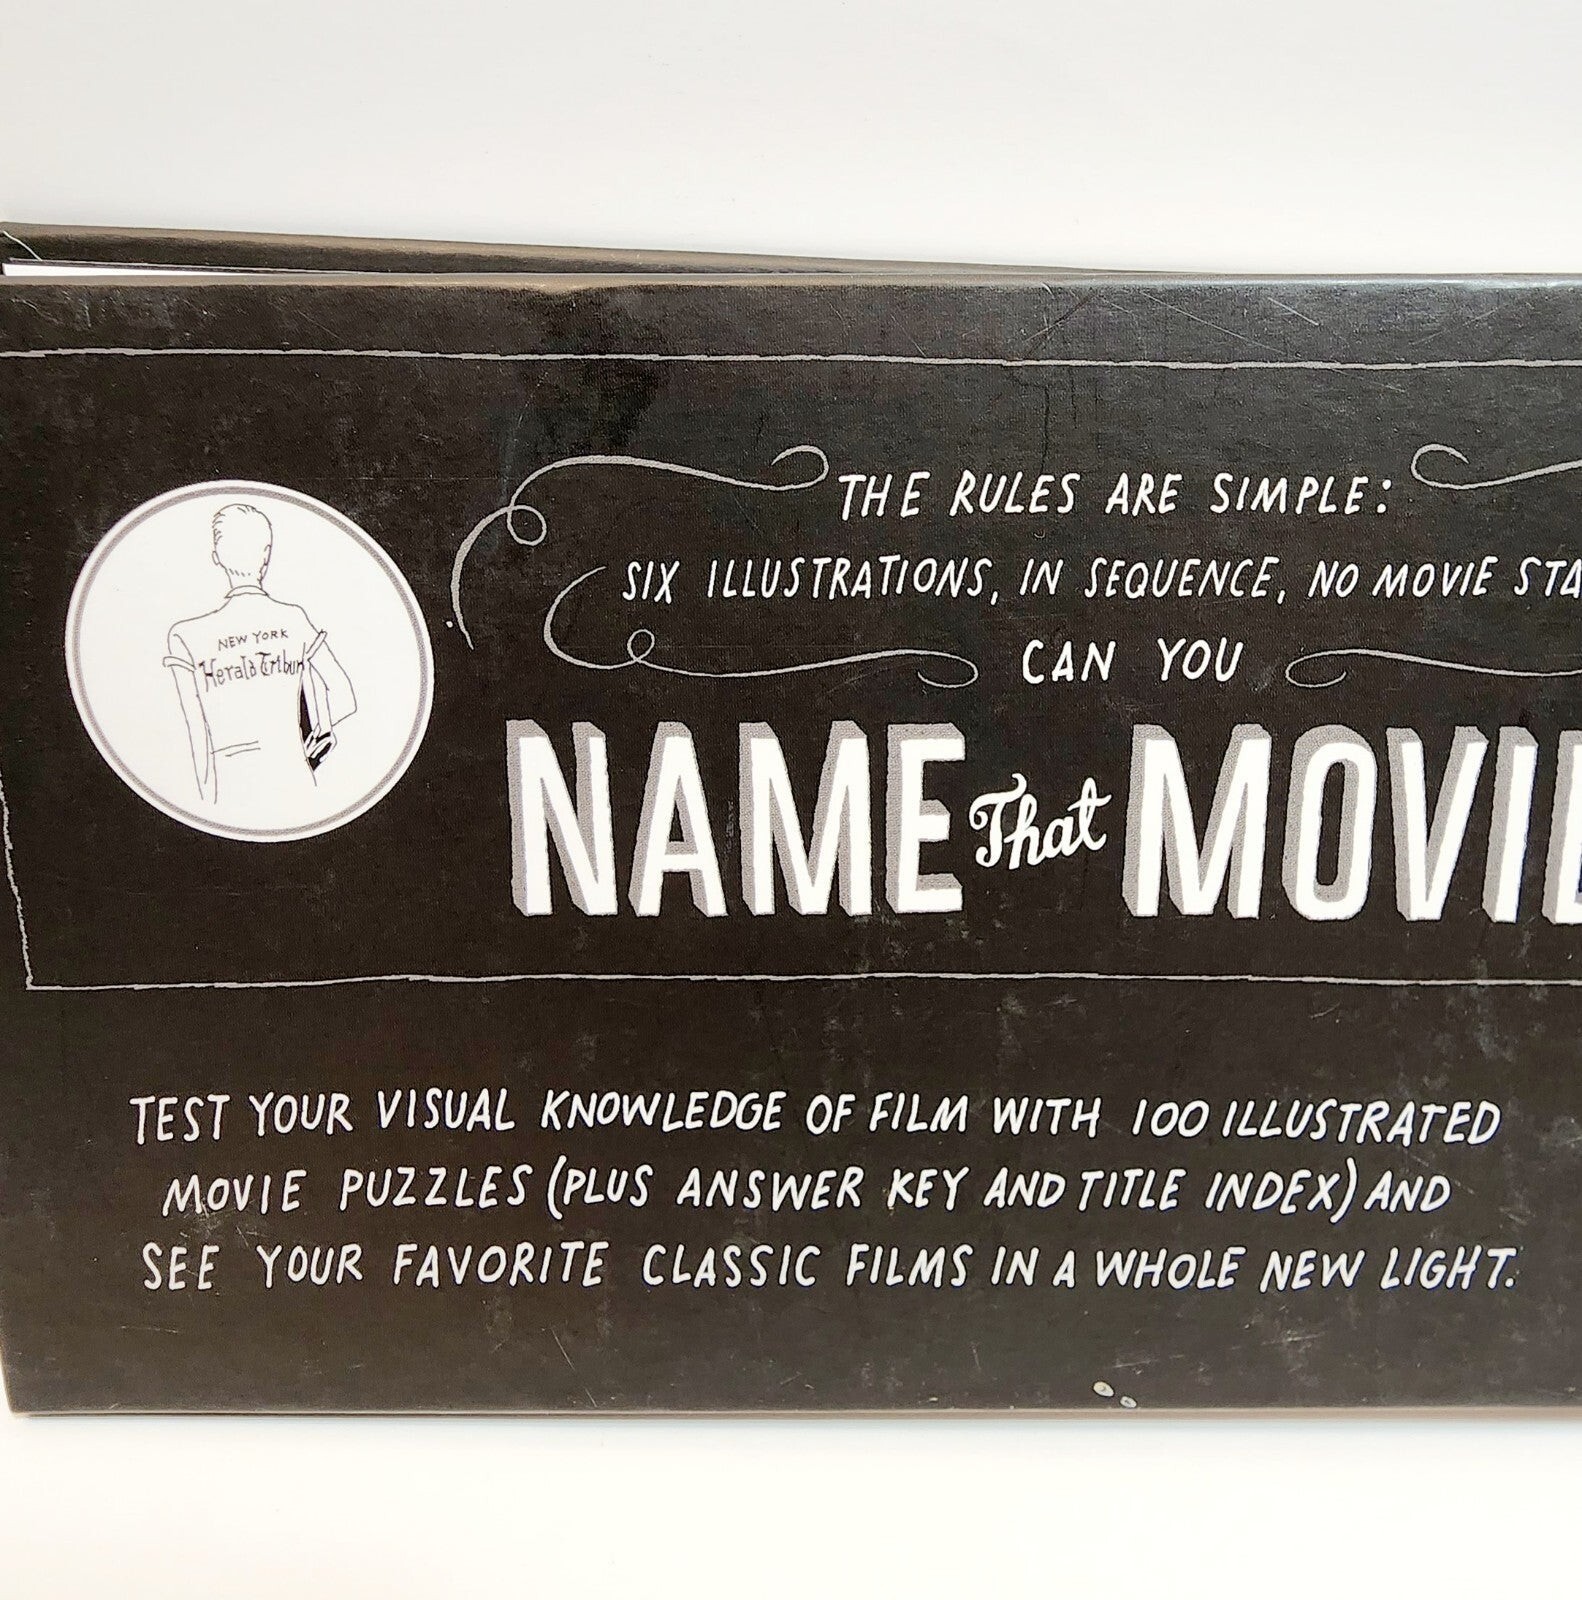 THE RULES ARE SIMPLE:
SIX ILLUSTRATIONS, IN SEQUENCE, NO MOVIE STA
CAN YOU
NAME That MOVIE
NEW YORK
Herald Tribun
TEST YOUR VISUAL KNOWLEDGE OF FILM WITH 100 ILLUSTRATED
MOVIE PUZZLES (PLUS ANSWER KEY AND TITLE INDEX) AND
SEE YOUR FAVORITE CLASSIC FILMS IN A WHOLE NEW LIGHT.